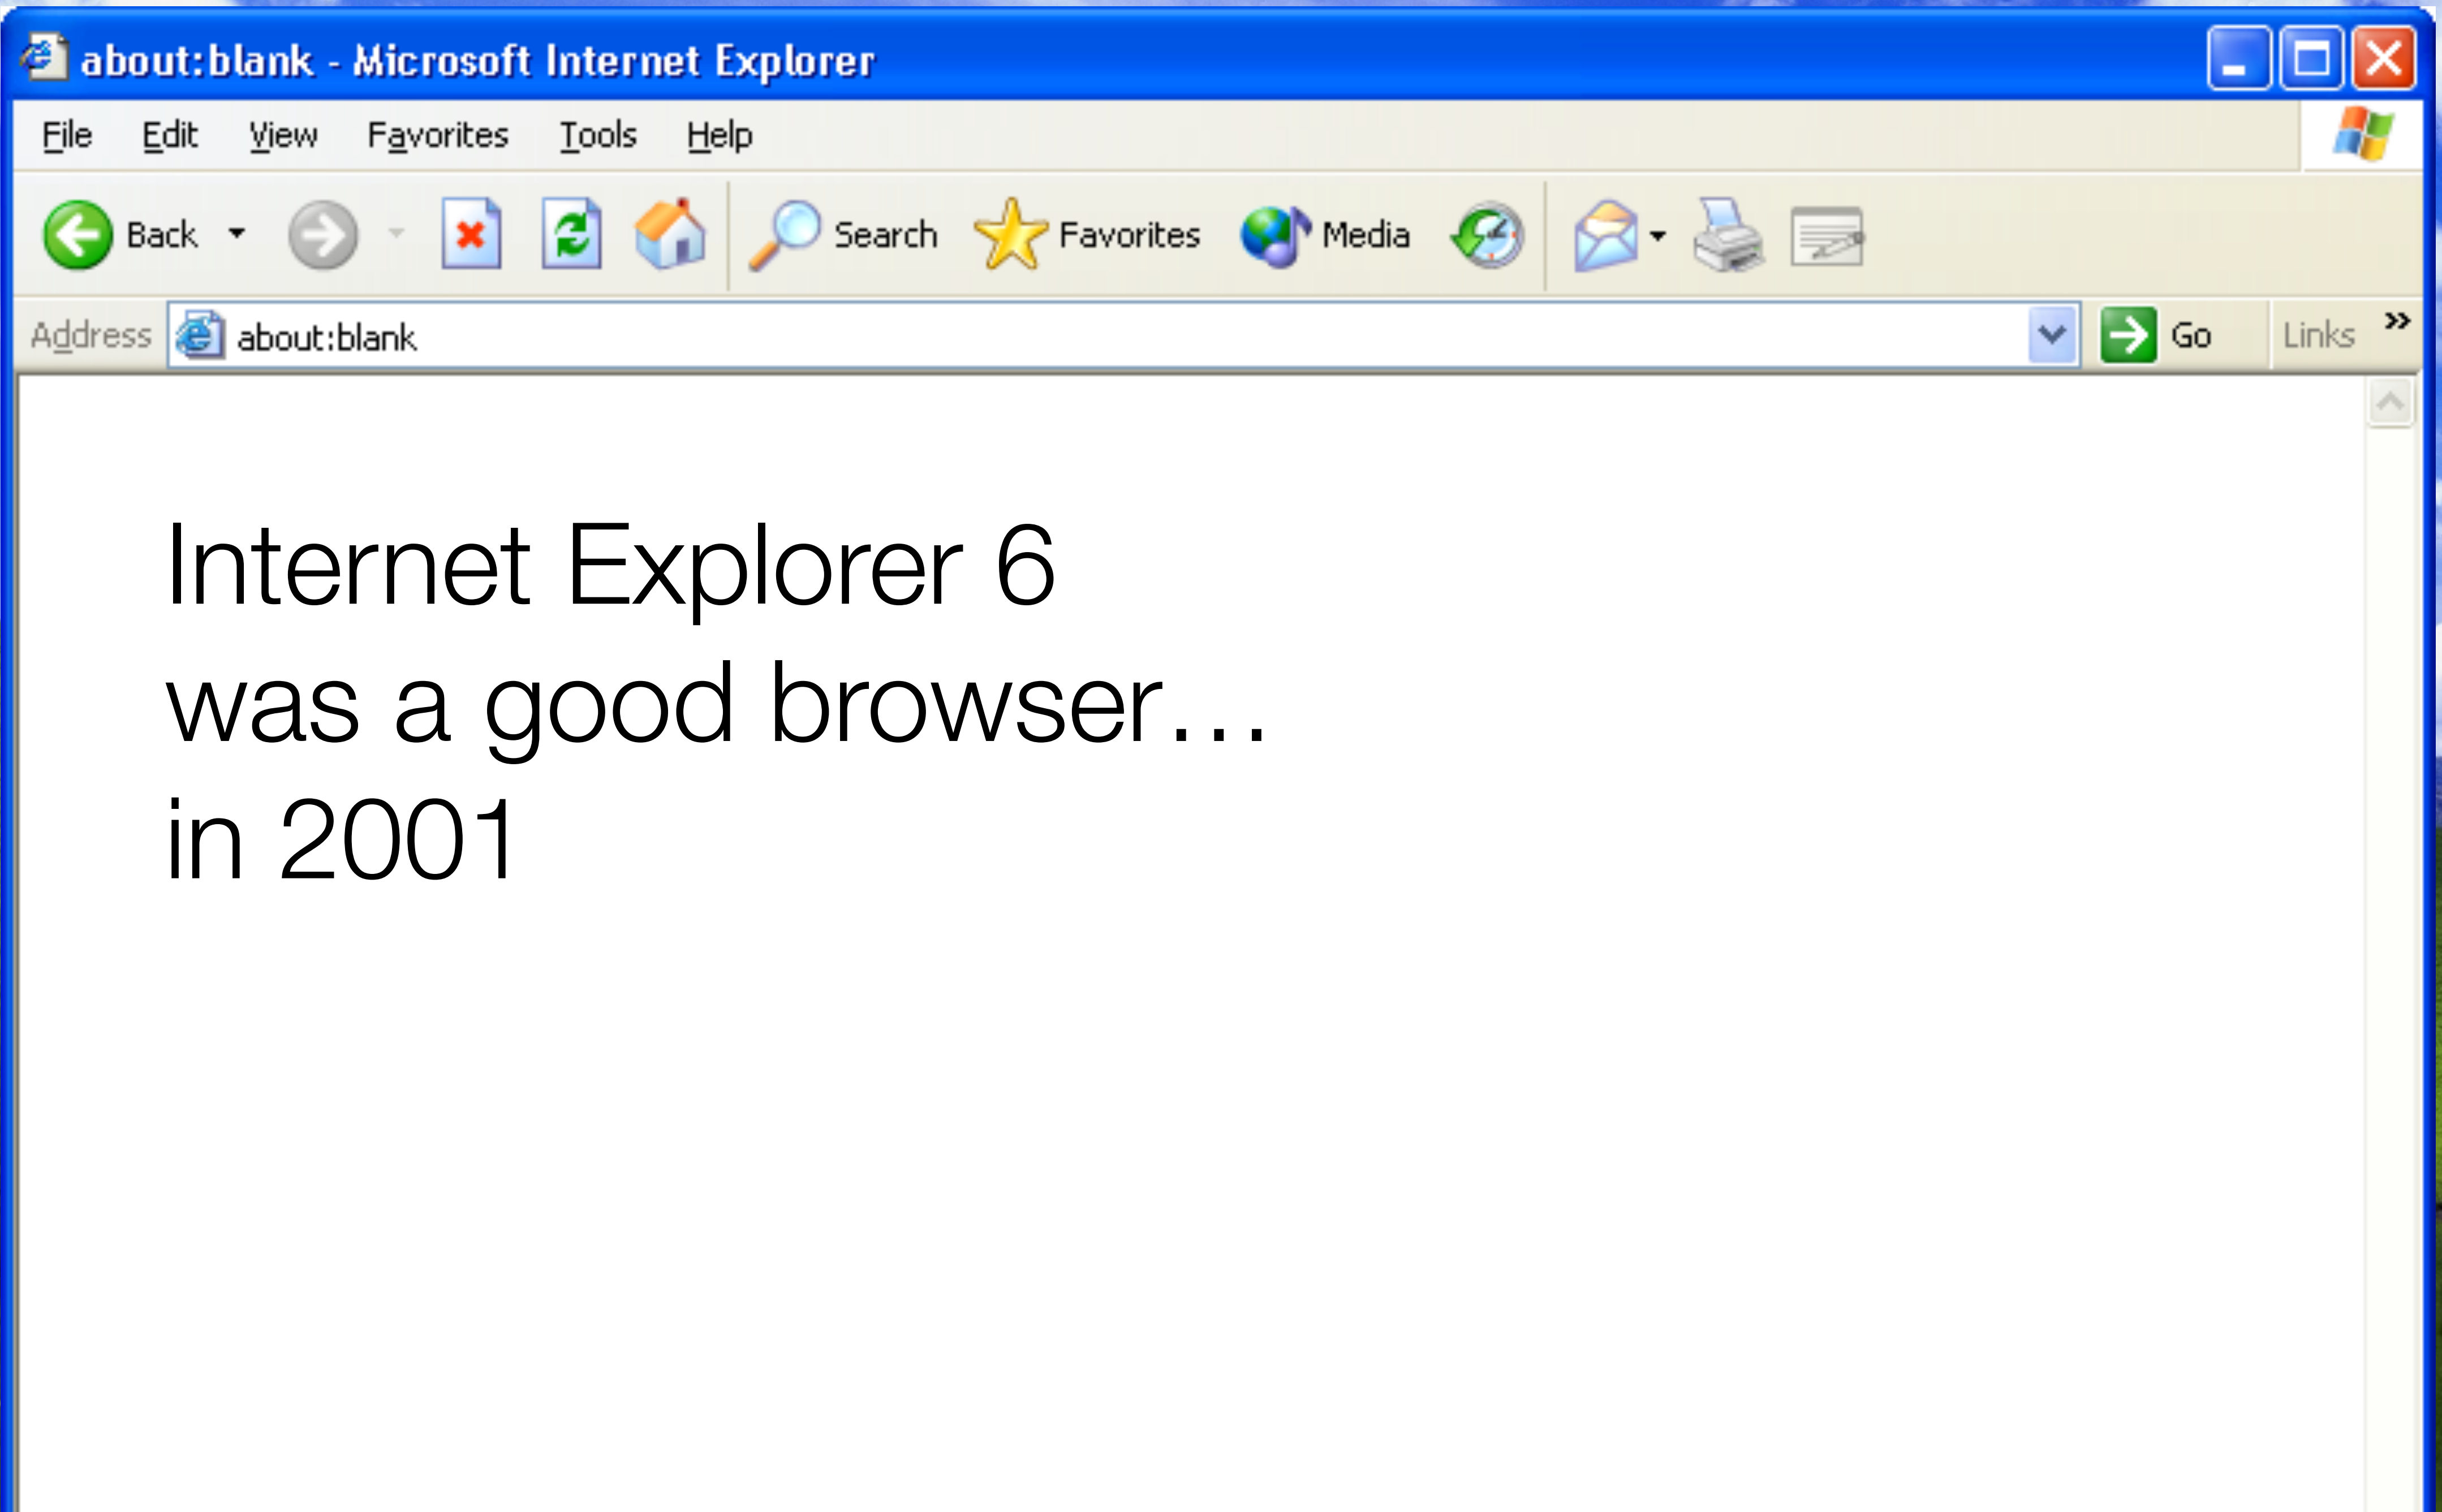 about:blank - Microsoft Internet Explorer
File Edit View Favorites Tools Help
Back Search Favorites Media
Address about:blank Go Links »
Internet Explorer 6
was a good browser…
in 2001